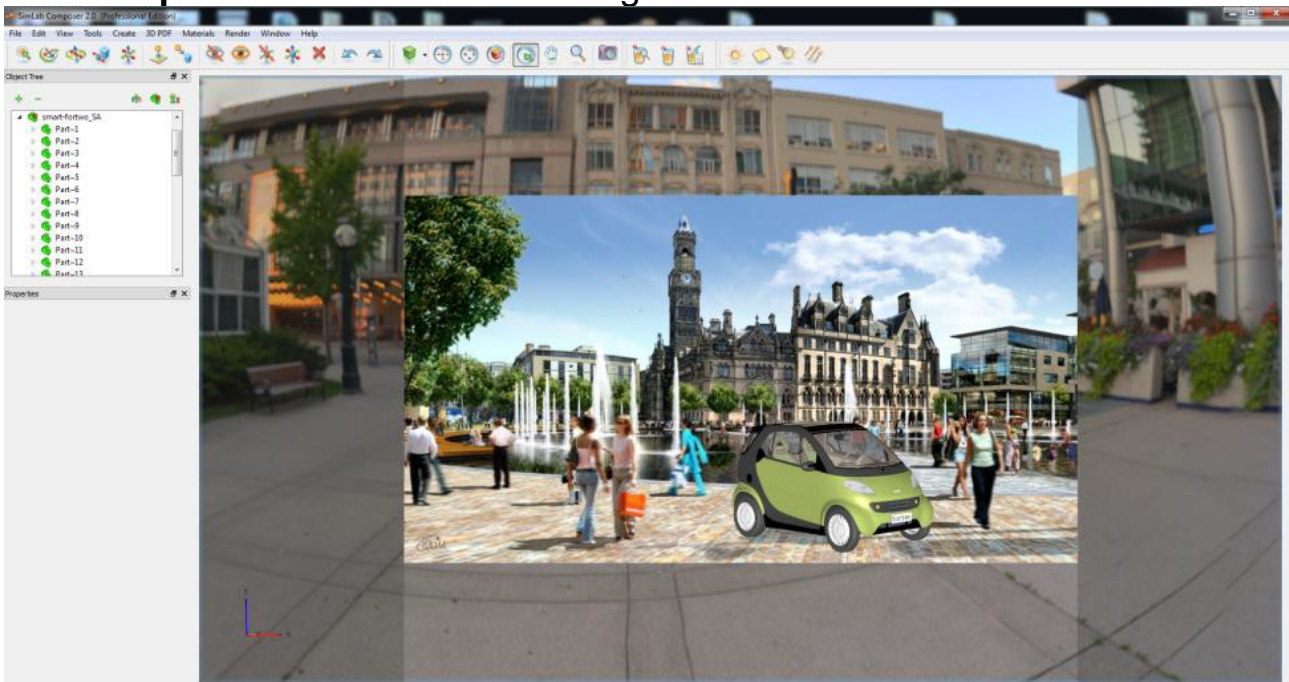 SimLab Composer 2.0 (Professional Edition)
File Edit View Tools Create 3D PDF Materials Render Window Help
Object Tree
smart-fortwo_SA
Part~1
Part~2
Part~3
Part~4
Part~5
Part~6
Part~7
Part~8
Part~9
Part~10
Part~11
Part~12
Part~13
Properties